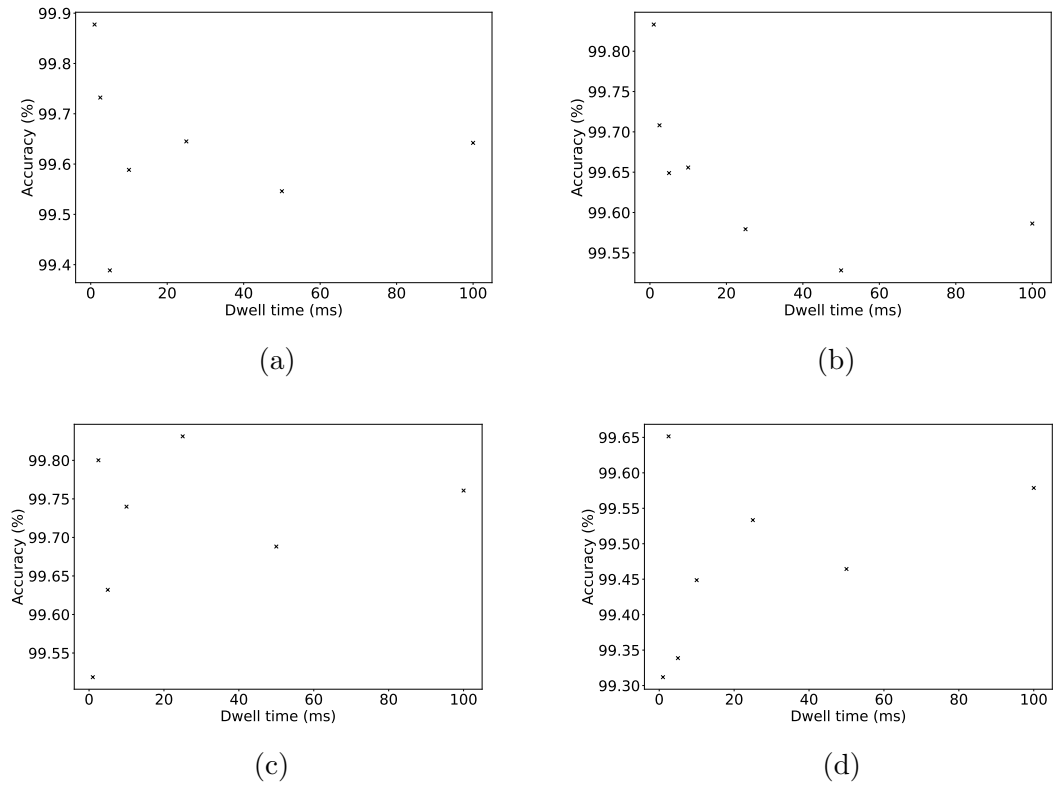 99.9
99.8
99.7
99.6
99.5
99.4
Accuracy (%)
0 20 40 60 80 100
Dwell time (ms)
(a)
99.80
99.75
99.70
99.65
99.60
99.55
Accuracy (%)
0 20 40 60 80 100
Dwell time (ms)
(b)
99.80
99.75
99.70
99.65
99.60
99.55
Accuracy (%)
0 20 40 60 80 100
Dwell time (ms)
(c)
99.65
99.60
99.55
99.50
99.45
99.40
99.35
99.30
Accuracy (%)
0 20 40 60 80 100
Dwell time (ms)
(d)